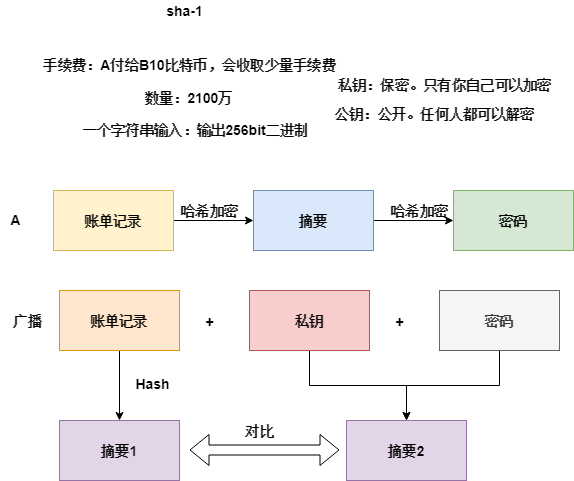 sha-1
手续费：A付给B10比特币，会收取少量手续费
数量：2100万
一个字符串输入：输出256bit二进制
私钥：保密。只有你自己可以加密
公钥：公开。任何人都可以解密
A
账单记录
哈希加密
摘要
哈希加密
密码
广播
账单记录
+
私钥
+
密码
Hash
摘要1
对比
摘要2